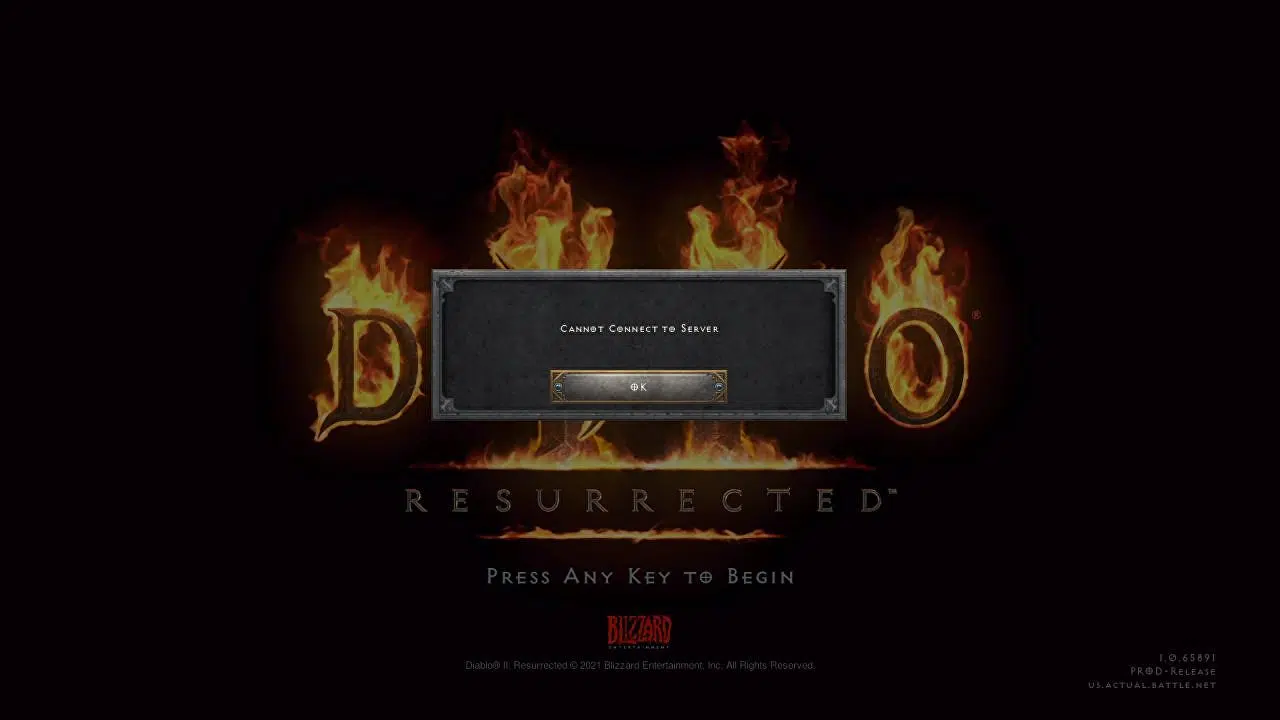 D
O®
Cannot Connect to Server
OK
RESURRECTED™
Press Any Key to Begin
BLIZZARD
ENTERTAINMENT
Diablo® II: Resurrected © 2021 Blizzard Entertainment, Inc. All Rights Reserved.
1.0.65891
PROD-Release
us.actual.battle.net